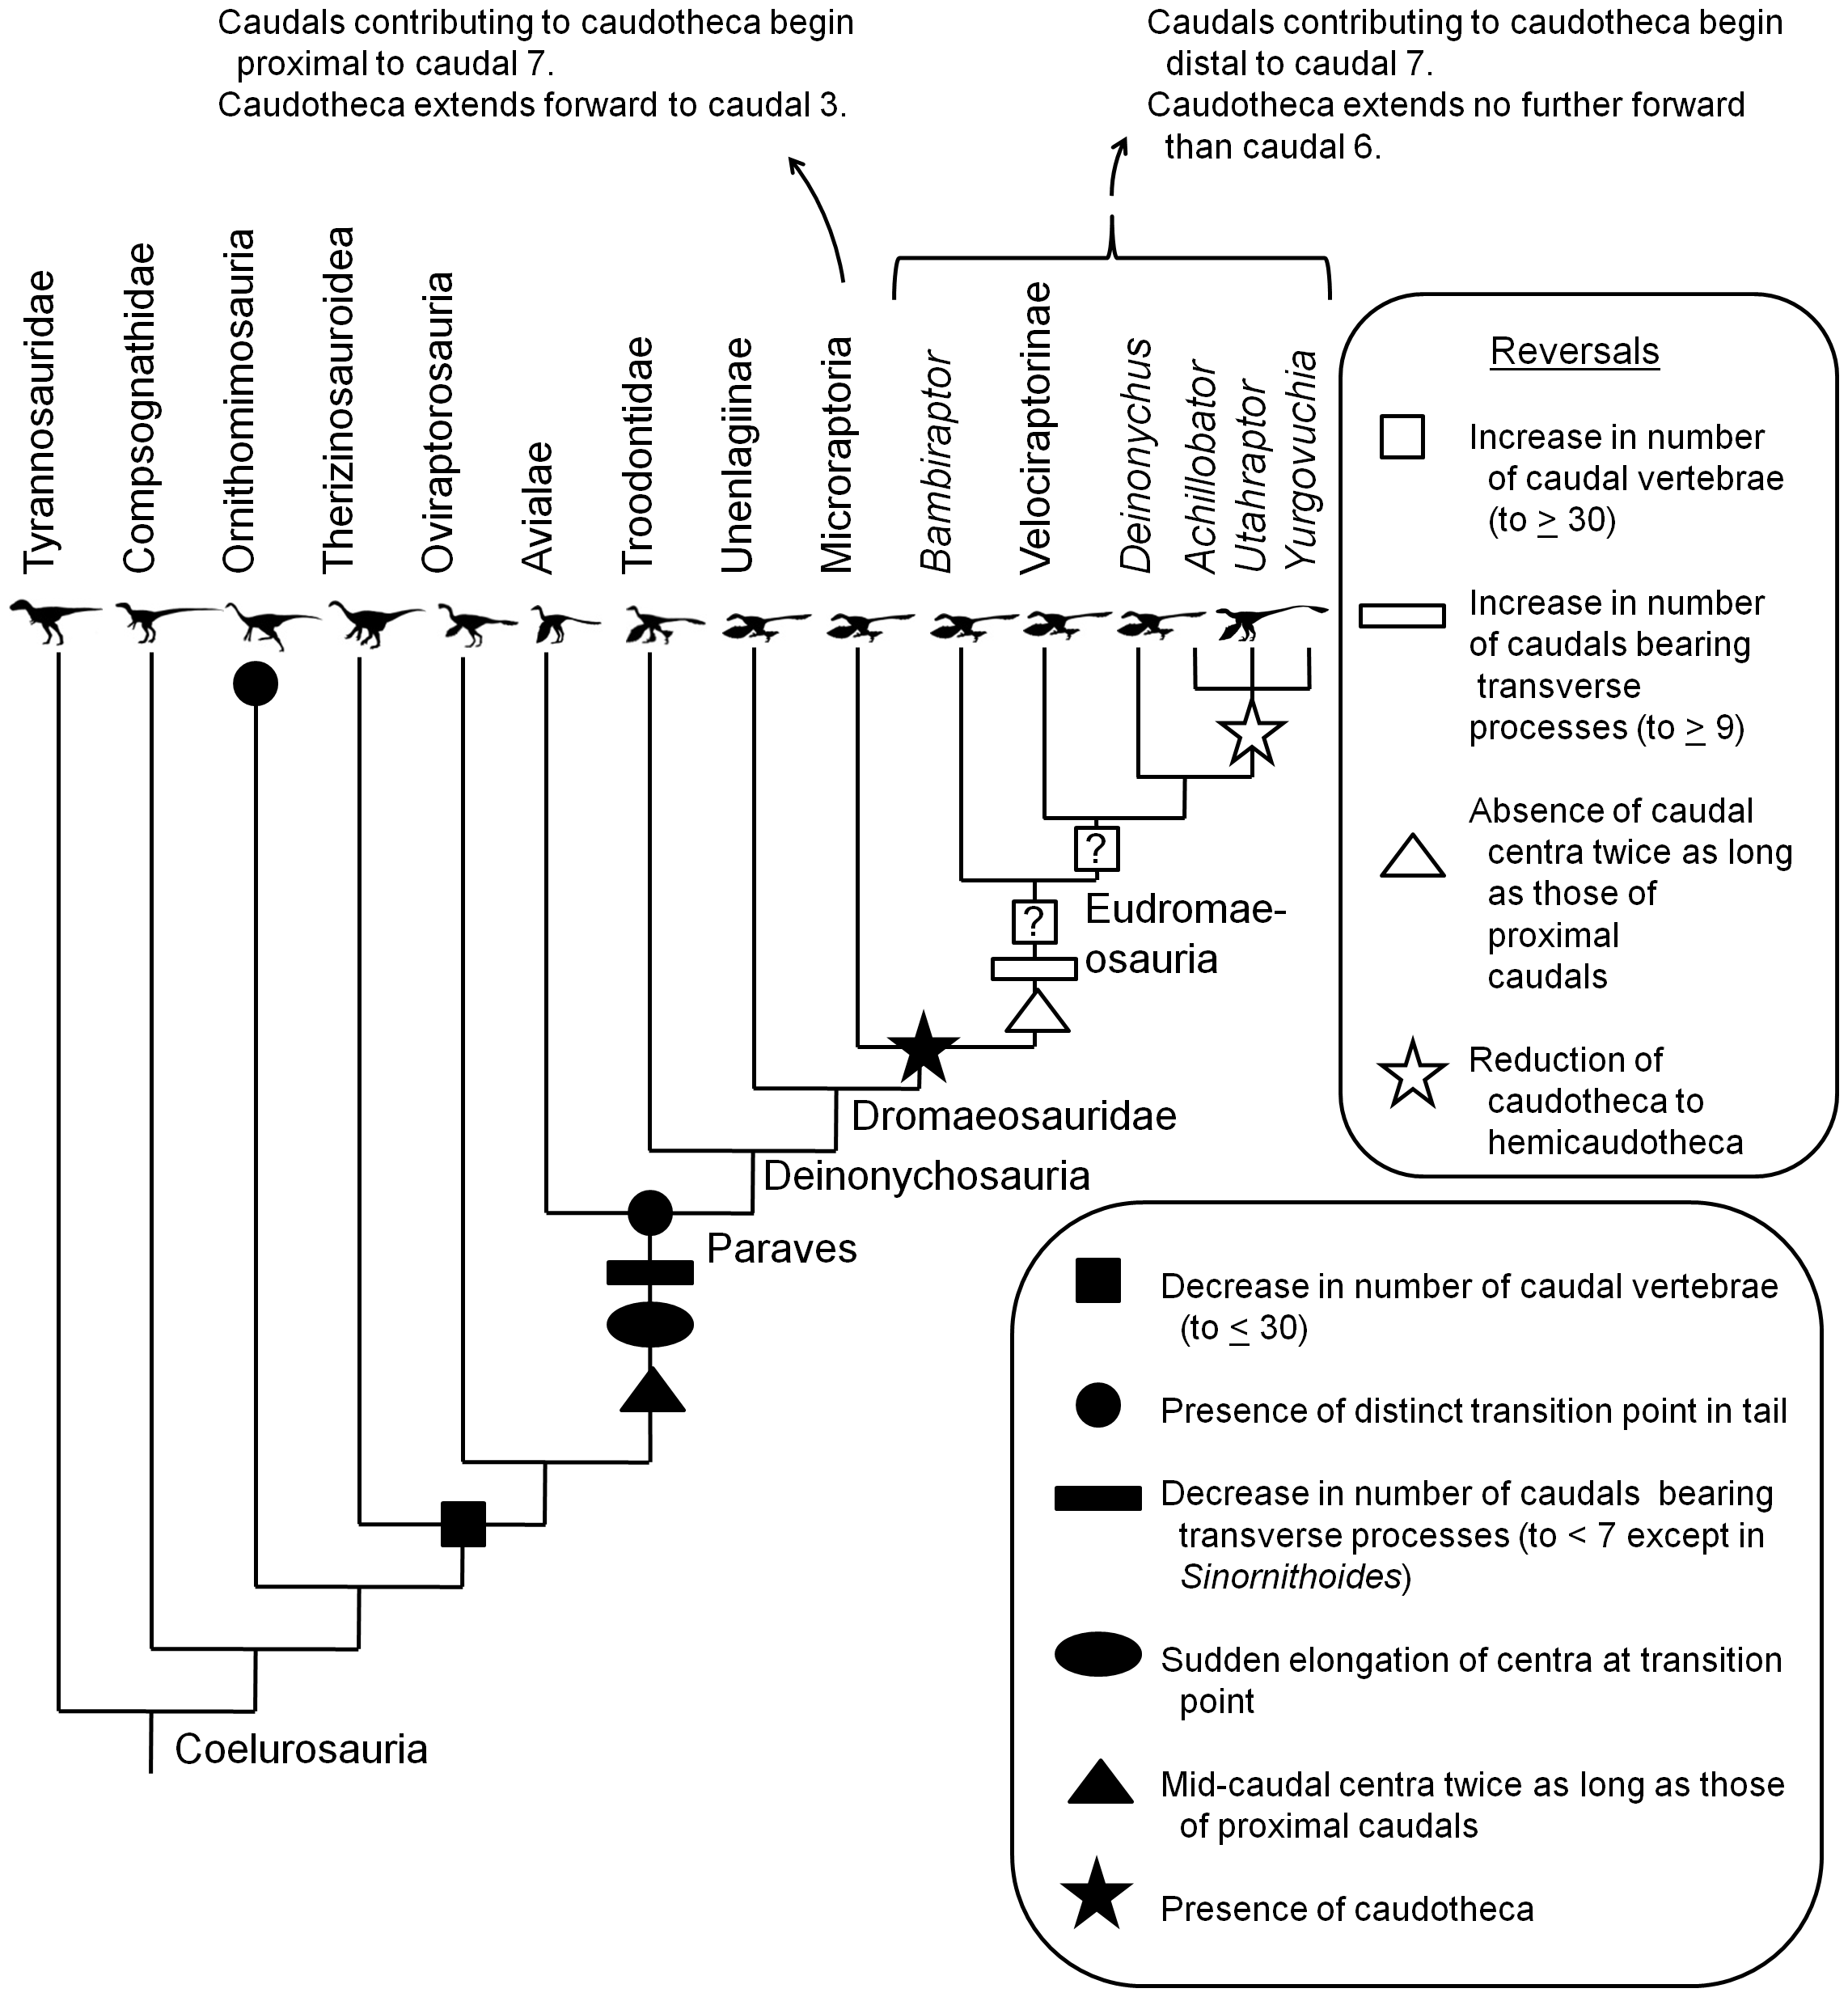 Caudals contributing to caudotheca begin
proximal to caudal 7.
Caudotheca extends forward to caudal 3.
Caudals contributing to caudotheca begin
distal to caudal 7.
Caudotheca extends no further forward
than caudal 6.
Tyrannosauridae
Compsognathidae
Ornithomimosauria
Therizinosauroidea
Oviraptorosauria
Avialae
Troodontidae
Unenlagiinae
Microraptoria
Bambiraptor
Velociraptorinae
Deinonychus
Achillobator
Utahraptor
Yurgovuchia
Reversals
Increase in number
of caudal vertebrae
(to ≥ 30)
Increase in number
of caudals bearing
transverse
processes (to ≥ 9)
Absence of caudal
centra twice as long
as those of
proximal
caudals
Reduction of
caudotheca to
hemicaudotheca
?
?
Eudromae-
osauria
Dromaeosauridae
Deinonychosauria
Paraves
Coelurosauria
Decrease in number of caudal vertebrae
(to ≤ 30)
Presence of distinct transition point in tail
Decrease in number of caudals bearing
transverse processes (to < 7 except in
Sinornithoides)
Sudden elongation of centra at transition
point
Mid-caudal centra twice as long as those
of proximal caudals
Presence of caudotheca